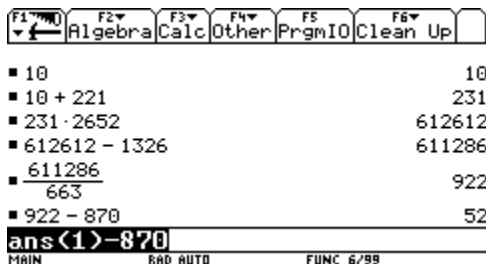 F1 F2 Algebra F3 Calc F4 Other F5 PrgmIO F6 Clean Up
▪ 10 10
▪ 10 + 221 231
▪ 231·2652 612612
▪ 612612 - 1326 611286
▪ 611286/663 922
▪ 922 - 870 52
ans(1)-870
MAIN RAD AUTO FUNC 6/99